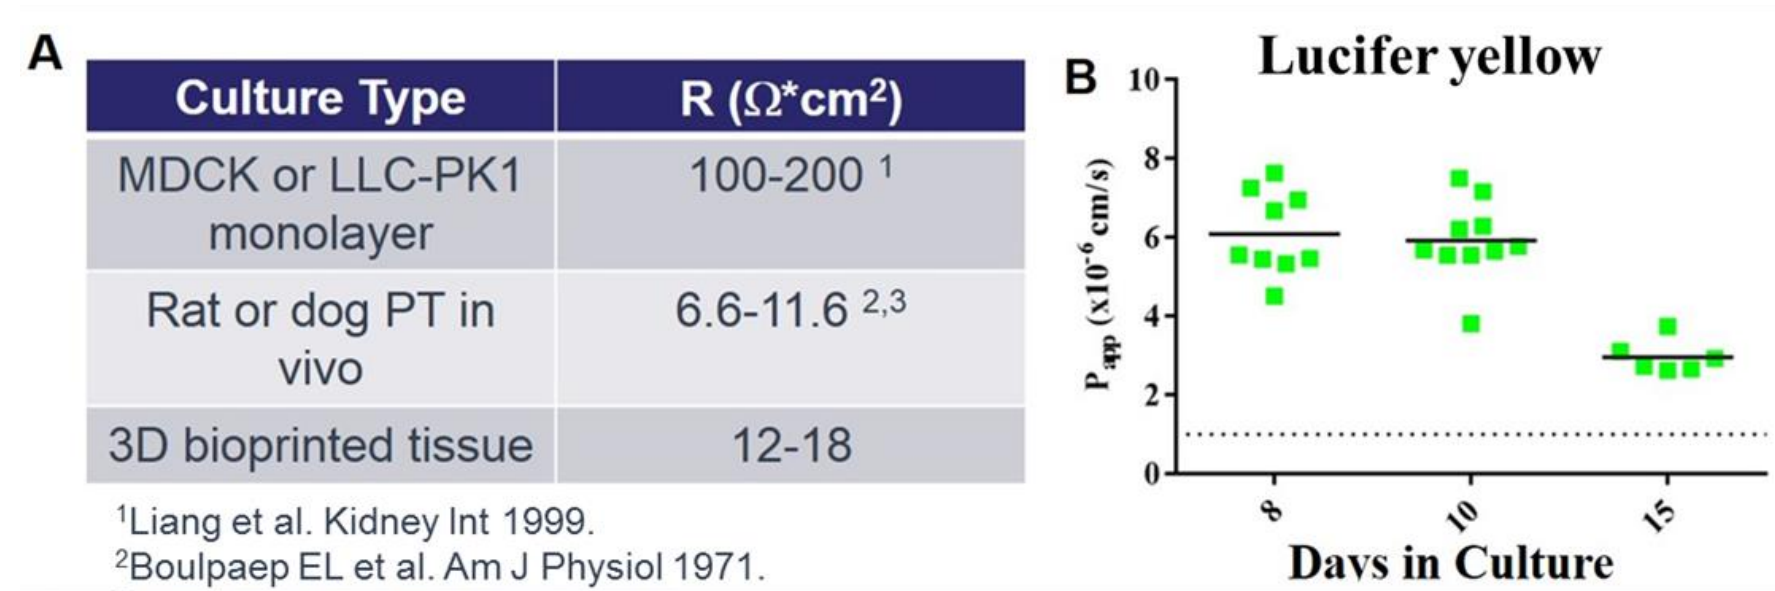 A
Culture Type R (Ω*cm²)
MDCK or LLC-PK1 100-200 ¹
monolayer
Rat or dog PT in 6.6-11.6 ²,³
vivo
3D bioprinted tissue 12-18
¹Liang et al. Kidney Int 1999.
²Boulpaep EL et al. Am J Physiol 1971.
B
Lucifer yellow
Papp (x10⁻⁶ cm/s)
10
8
6
4
2
0
8 10 15
Days in Culture